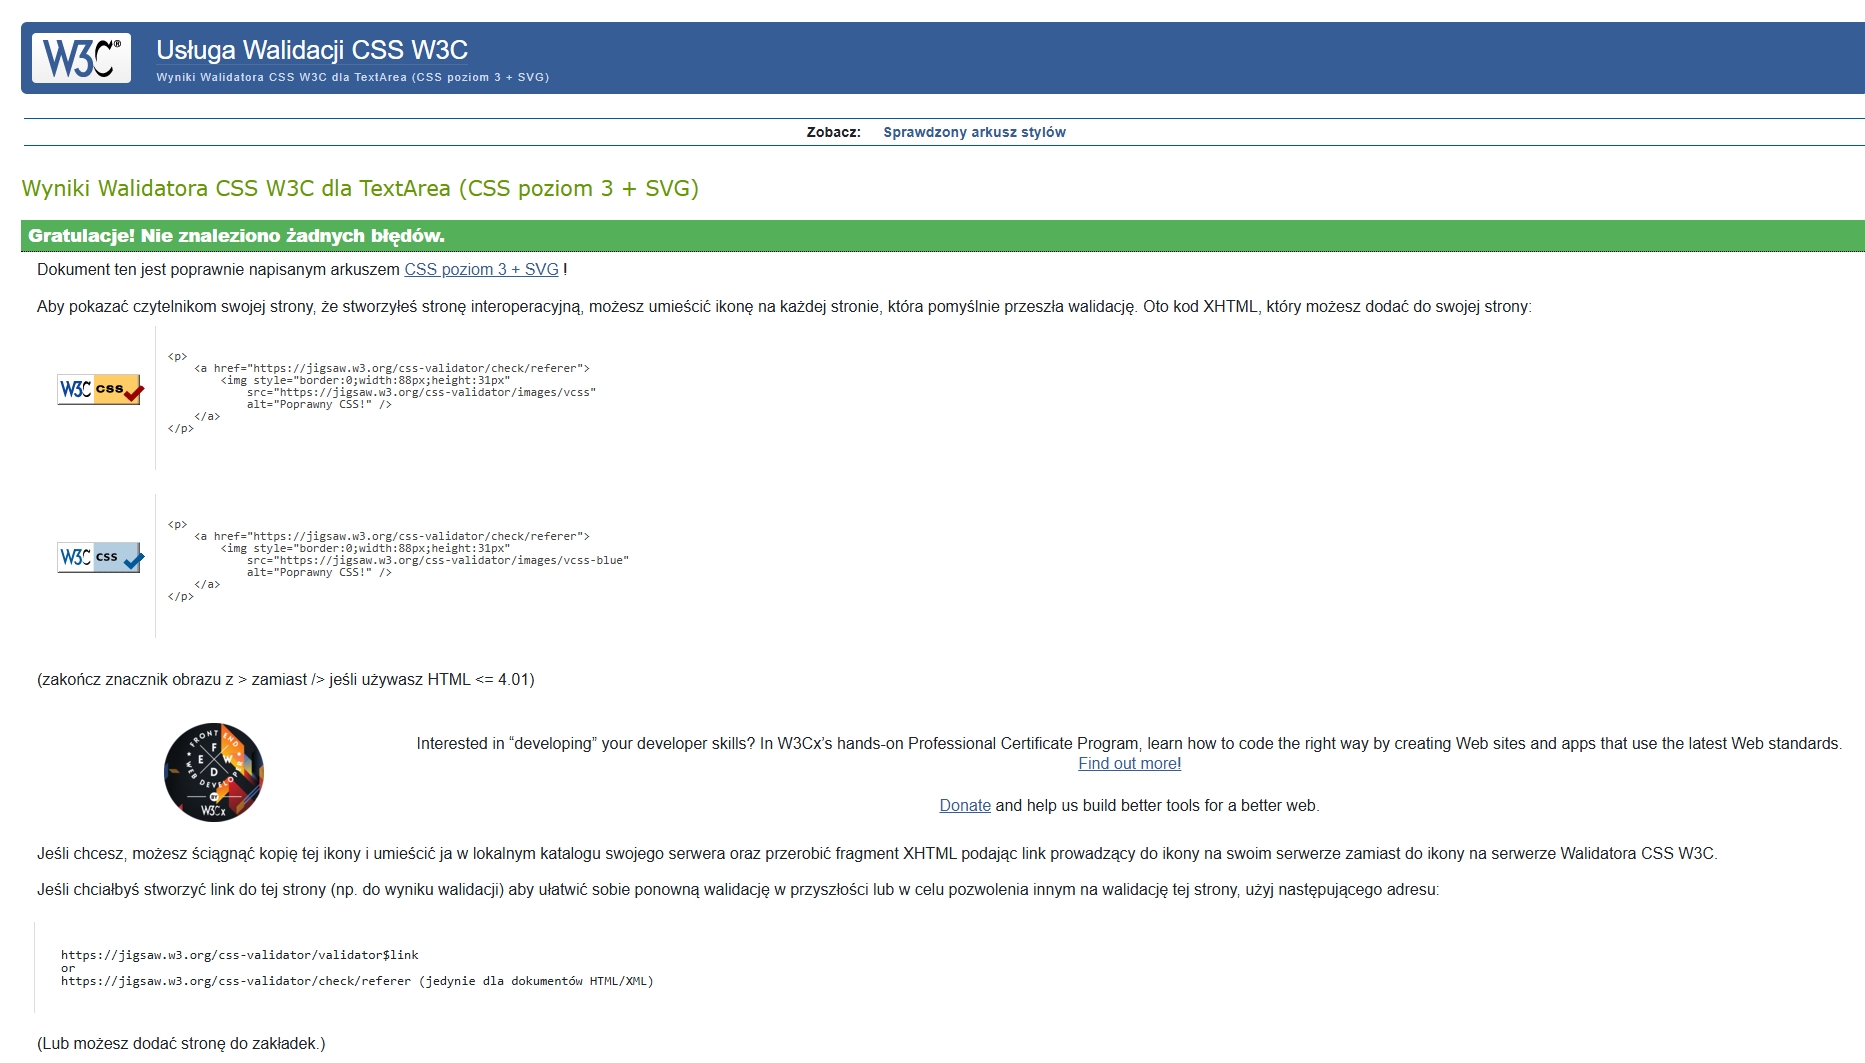 W3C®
Usługa Walidacji CSS W3C
Wyniki Walidatora CSS W3C dla TextArea (CSS poziom 3 + SVG)
Zobacz: Sprawdzony arkusz stylów
Wyniki Walidatora CSS W3C dla TextArea (CSS poziom 3 + SVG)
Gratulacje! Nie znaleziono żadnych błędów.
Dokument ten jest poprawnie napisanym arkuszem CSS poziom 3 + SVG !
Aby pokazać czytelnikom swojej strony, że stworzyłeś stronę interoperacyjną, możesz umieścić ikonę na każdej stronie, która pomyślnie przeszła walidację. Oto kod XHTML, który możesz dodać do swojej strony:
W3C css
<p>
<a href="https://jigsaw.w3.org/css-validator/check/referer">
<img style="border:0;width:88px;height:31px"
src="https://jigsaw.w3.org/css-validator/images/vcss"
alt="Poprawny CSS!" />
</a>
</p>
W3C css
<p>
<a href="https://jigsaw.w3.org/css-validator/check/referer">
<img style="border:0;width:88px;height:31px"
src="https://jigsaw.w3.org/css-validator/images/vcss-blue"
alt="Poprawny CSS!" />
</a>
</p>
(zakończ znacznik obrazu z > zamiast /> jeśli używasz HTML <= 4.01)
FRONT END
F
E W
D
WEB DEVELOPER
BY
W3Cx
Interested in “developing” your developer skills? In W3Cx’s hands-on Professional Certificate Program, learn how to code the right way by creating Web sites and apps that use the latest Web standards.
Find out more!
Donate and help us build better tools for a better web.
Jeśli chcesz, możesz ściągnąć kopię tej ikony i umieścić ja w lokalnym katalogu swojego serwera oraz przerobić fragment XHTML podając link prowadzący do ikony na swoim serwerze zamiast do ikony na serwerze Walidatora CSS W3C.
Jeśli chciałbyś stworzyć link do tej strony (np. do wyniku walidacji) aby ułatwić sobie ponowną walidację w przyszłości lub w celu pozwolenia innym na walidację tej strony, użyj następującego adresu:
https://jigsaw.w3.org/css-validator/validator$link
or
https://jigsaw.w3.org/css-validator/check/referer (jedynie dla dokumentów HTML/XML)
(Lub możesz dodać stronę do zakładek.)